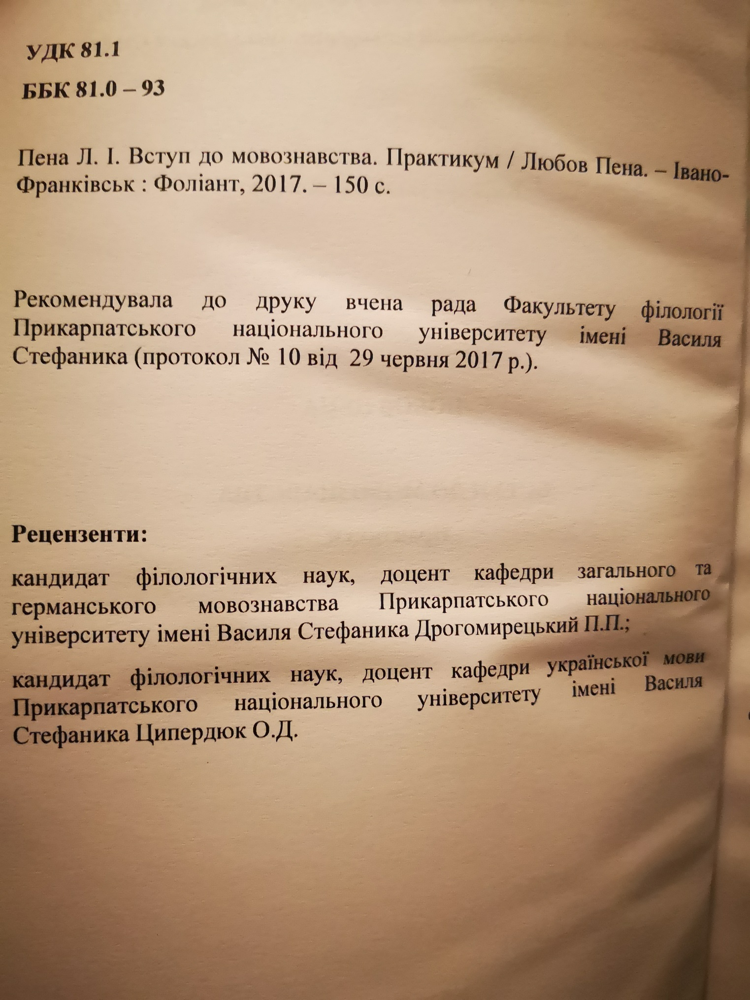 УДК 81.1
ББК 81.0 – 93
Пена Л. І. Вступ до мовознавства. Практикум / Любов Пена. – Івано-
Франківськ : Фоліант, 2017. – 150 с.
Рекомендувала до друку вчена рада Факультету філології
Прикарпатського національного університету імені Василя
Стефаника (протокол № 10 від 29 червня 2017 р.).
Рецензенти:
кандидат філологічних наук, доцент кафедри загального та
германського мовознавства Прикарпатського національного
університету імені Василя Стефаника Дрогомирецький П.П.;
кандидат філологічних наук, доцент кафедри української мови
Прикарпатського національного університету імені Василя
Стефаника Ципердюк О.Д.